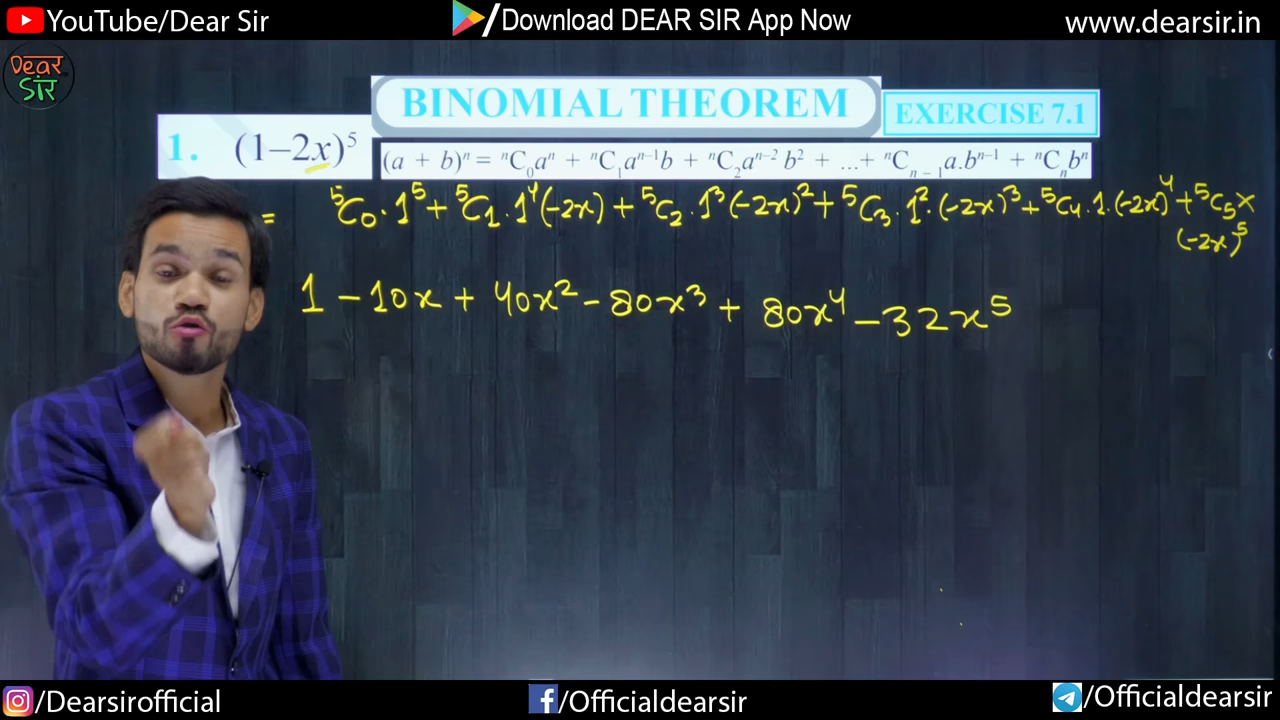 /YouTube/Dear Sir
/Download DEAR SIR App Now
www.dearsir.in
Dear
सिर
BINOMIAL THEOREM
EXERCISE 7.1
1. (1–2x)⁵
(a + b)ⁿ = ⁿC₀aⁿ + ⁿC₁aⁿ⁻¹b + ⁿC₂aⁿ⁻² b² + ...+ ⁿCₙ₋₁a.bⁿ⁻¹ + ⁿCₙbⁿ
= ⁵C₀·1⁵ + ⁵C₁·1⁴(-2x) + ⁵C₂·1³(-2x)² + ⁵C₃·1²·(-2x)³ + ⁵C₄·1·(-2x)⁴ + ⁵C₅×
(-2x)⁵
1 - 10x + 40x² - 80x³ + 80x⁴ - 32x⁵
/Dearsirofficial
/Officialdearsir
/Officialdearsir